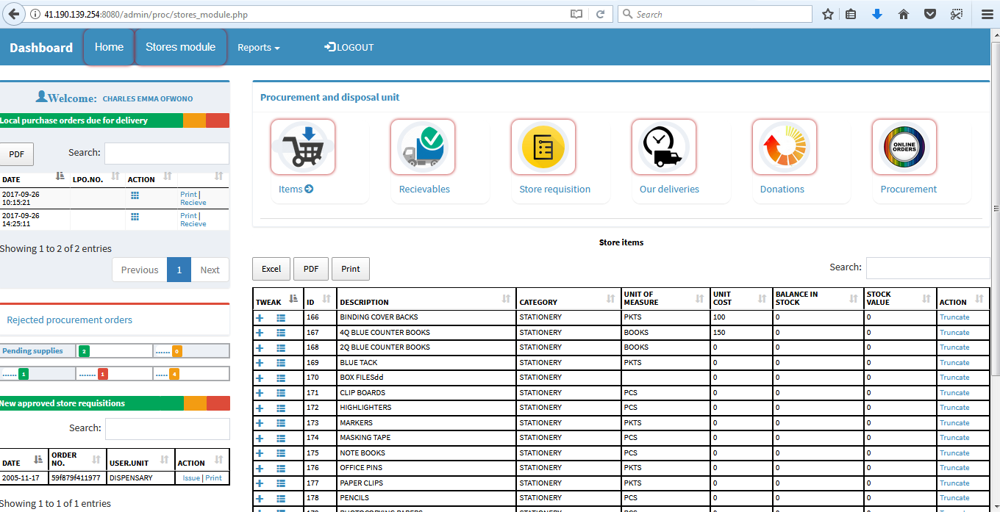 41.190.139.254:8080/admin/proc/stores_module.php
Search
Dashboard Home Stores module Reports LOGOUT
Welcome: CHARLES EMMA OFWONO
Local purchase orders due for delivery
PDF Search:
DATE LPO.NO. ACTION
2017-09-26 10:15:21 Print | Recieve
2017-09-26 14:25:11 Print | Recieve
Showing 1 to 2 of 2 entries
Previous 1 Next
Rejected procurement orders
Pending supplies 2 ...... 0
...... 1 ....... 1 ..... 4
New approved store requisitions
Search:
DATE ORDER NO. USER.UNIT ACTION
2005-11-17 59f879f411977 DISPENSARY Issue | Print
Showing 1 to 1 of 1 entries
Procurement and disposal unit
ONLINE ORDERS
Items Recievables Store requisition Our deliveries Donations Procurement
Store items
Excel PDF Print Search:
TWEAK ID DESCRIPTION CATEGORY UNIT OF MEASURE UNIT COST BALANCE IN STOCK STOCK VALUE ACTION
166 BINDING COVER BACKS STATIONERY PKTS 100 0 0 Truncate
167 4Q BLUE COUNTER BOOKS STATIONERY BOOKS 150 0 0 Truncate
168 2Q BLUE COUNTER BOOKS STATIONERY BOOKS 0 0 0 Truncate
169 BLUE TACK STATIONERY PKTS 0 0 0 Truncate
170 BOX FILESdd STATIONERY 0 0 0 Truncate
171 CLIP BOARDS STATIONERY PCS 0 0 0 Truncate
172 HIGHLIGHTERS STATIONERY PCS 0 0 0 Truncate
173 MARKERS STATIONERY PKTS 0 0 0 Truncate
174 MASKING TAPE STATIONERY PCS 0 0 0 Truncate
175 NOTE BOOKS STATIONERY PCS 0 0 0 Truncate
176 OFFICE PINS STATIONERY PKTS 0 0 0 Truncate
177 PAPER CLIPS STATIONERY PKTS 0 0 0 Truncate
178 PENCILS STATIONERY PCS 0 0 0 Truncate